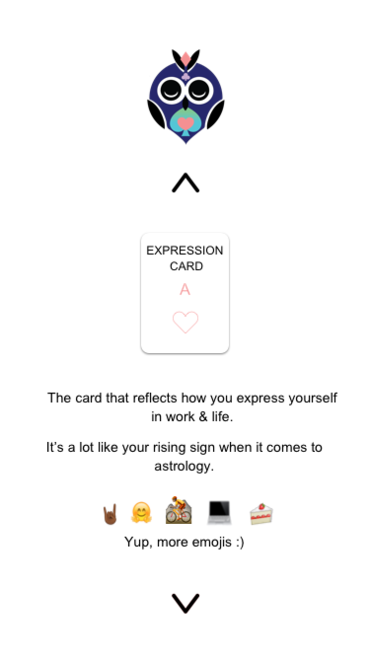 EXPRESSION
CARD
A
The card that reflects how you express yourself
in work & life.
It's a lot like your rising sign when it comes to
astrology.
Yup, more emojis :)